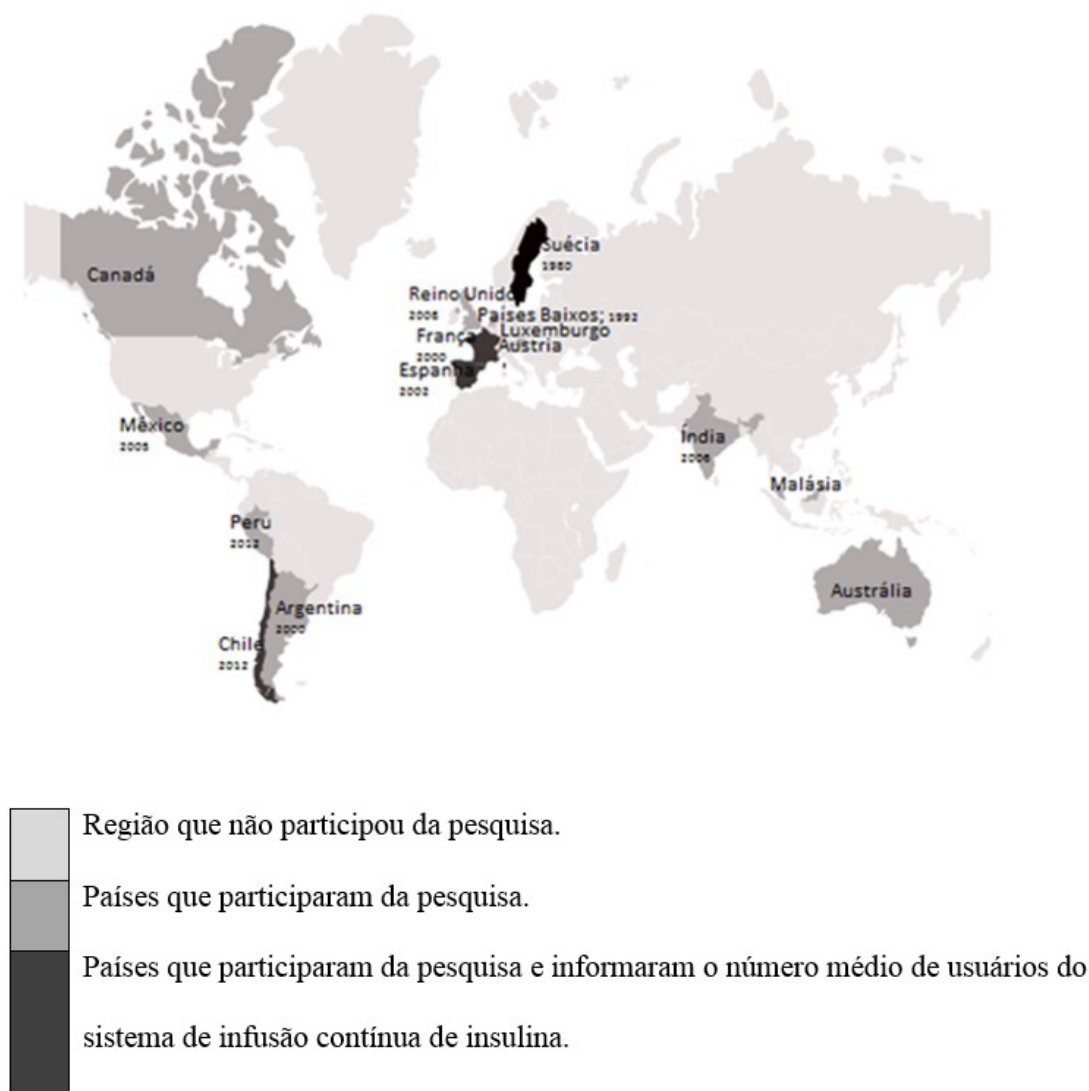 Canadá
Suécia
1980
Reino Unido
2006
Países Baixos; 1992
Luxemburgo
França
2000
Áustria
Espanha
2002
México
2005
Índia
2006
Malásia
Peru
2012
Austrália
Argentina
2000
Chile
2012
Região que não participou da pesquisa.
Países que participaram da pesquisa.
Países que participaram da pesquisa e informaram o número médio de usuários do
sistema de infusão contínua de insulina.